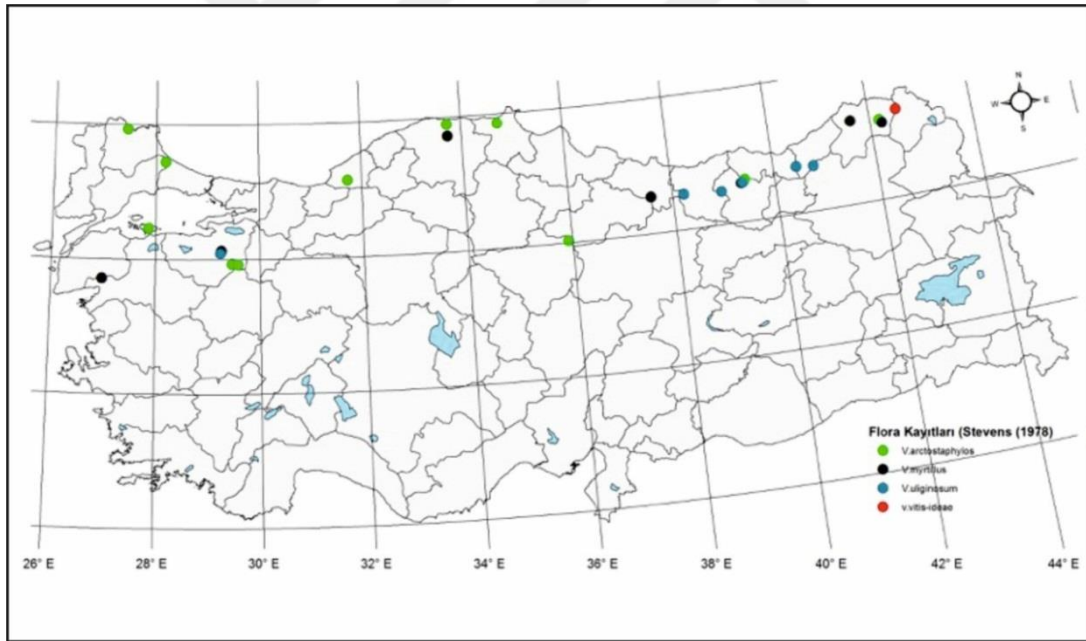 N
W E
S
Flora Kayıtları (Stevens (1978)
V.arctostaphylos
V.myrtillus
V.uliginosum
v.vitis-ideae
26° E 28° E 30° E 32° E 34° E 36° E 38° E 40° E 42° E 44° E